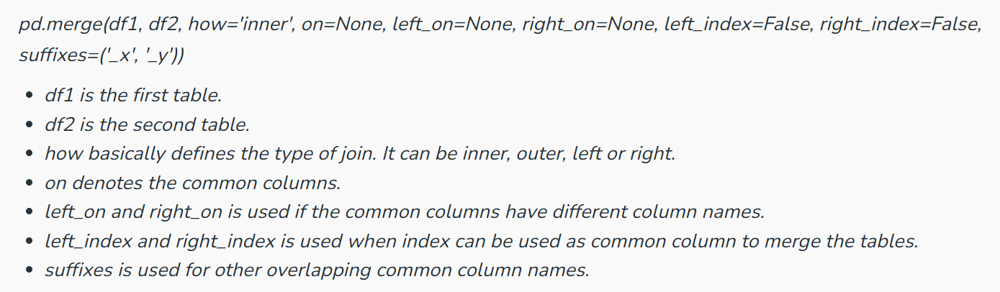 pd.merge(df1, df2, how='inner', on=None, left_on=None, right_on=None, left_index=False, right_index=False,
suffixes=('_x', '_y'))
• df1 is the first table.
• df2 is the second table.
• how basically defines the type of join. It can be inner, outer, left or right.
• on denotes the common columns.
• left_on and right_on is used if the common columns have different column names.
• left_index and right_index is used when index can be used as common column to merge the tables.
• suffixes is used for other overlapping common column names.